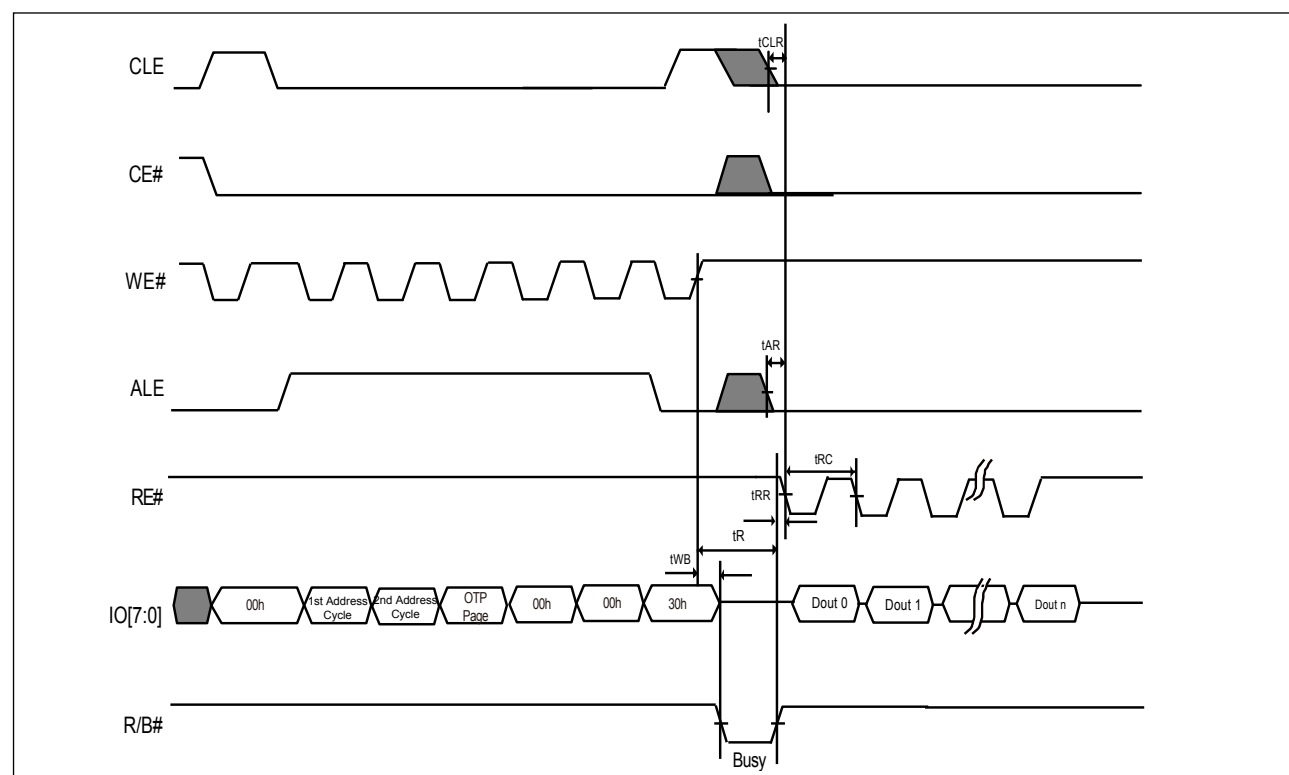 tCLR
CLE
CE#
WE#
tAR
ALE
tRC
RE#
tRR
tR
tWB
IO[7:0]
00h
1st Address
Cycle
2nd Address
Cycle
OTP
Page
00h
00h
30h
Dout 0
Dout 1
Dout n
R/B#
Busy